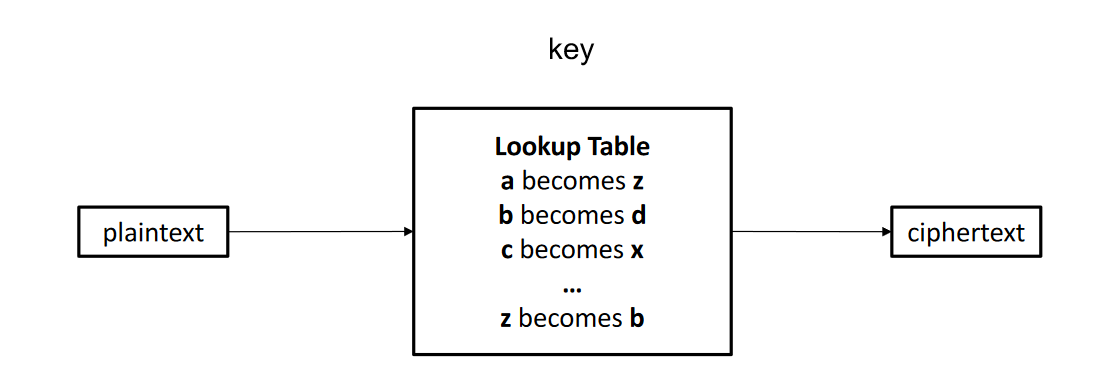 key
Lookup Table
a becomes z
b becomes d
c becomes x
...
z becomes b
plaintext
ciphertext